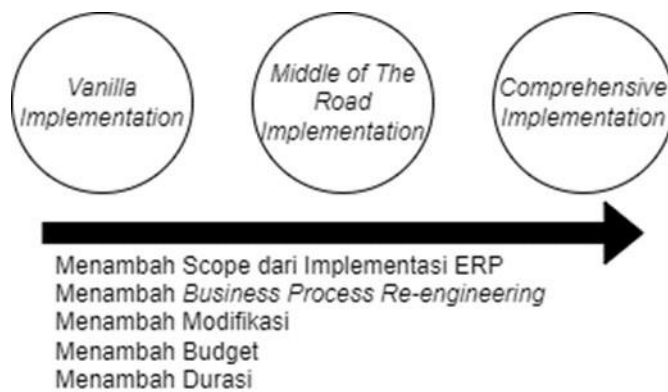 Vanilla
Implementation
Middle of The
Road
Implementation
Comprehensive
Implementation
Menambah Scope dari Implementasi ERP
Menambah Business Process Re-engineering
Menambah Modifikasi
Menambah Budget
Menambah Durasi